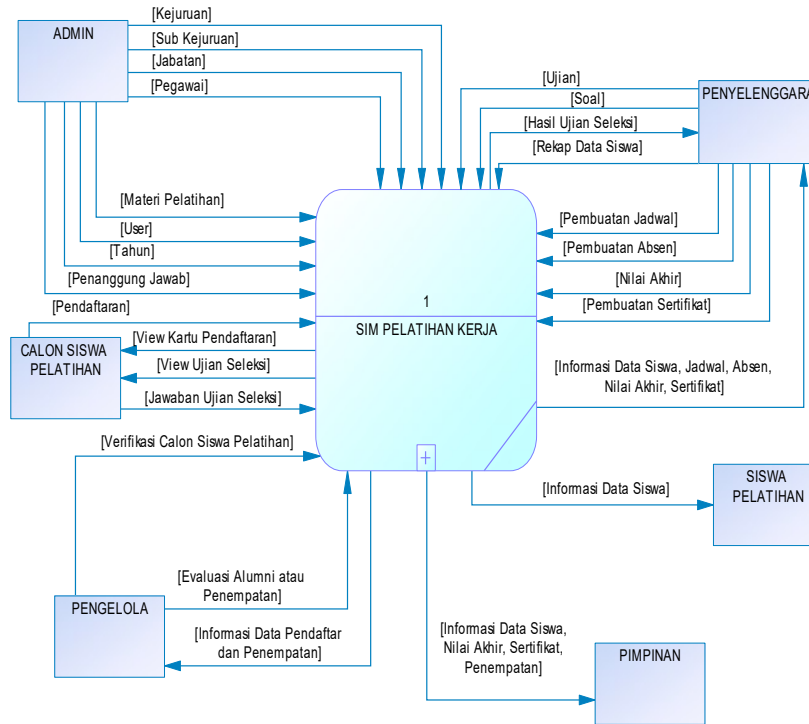 ADMIN
[Kejuruan]
[Sub Kejuruan]
[Jabatan]
[Pegawai]
[Ujian]
[Soal]
[Hasil Ujian Seleksi]
[Rekap Data Siswa]
PENYELENGGARA
[Materi Pelatihan]
[User]
[Tahun]
[Penanggung Jawab]
[Pendaftaran]
[Pembuatan Jadwal]
[Pembuatan Absen]
[Nilai Akhir]
[Pembuatan Sertifikat]
1
SIM PELATIHAN KERJA
CALON SISWA
PELATIHAN
[View Kartu Pendaftaran]
[View Ujian Seleksi]
[Jawaban Ujian Seleksi]
[Informasi Data Siswa, Jadwal, Absen,
Nilai Akhir, Sertifikat]
[Verifikasi Calon Siswa Pelatihan]
[Informasi Data Siswa]
SISWA
PELATIHAN
PENGELOLA
[Evaluasi Alumni atau
Penempatan]
[Informasi Data Pendaftar
dan Penempatan]
[Informasi Data Siswa,
Nilai Akhir, Sertifikat,
Penempatan]
PIMPINAN